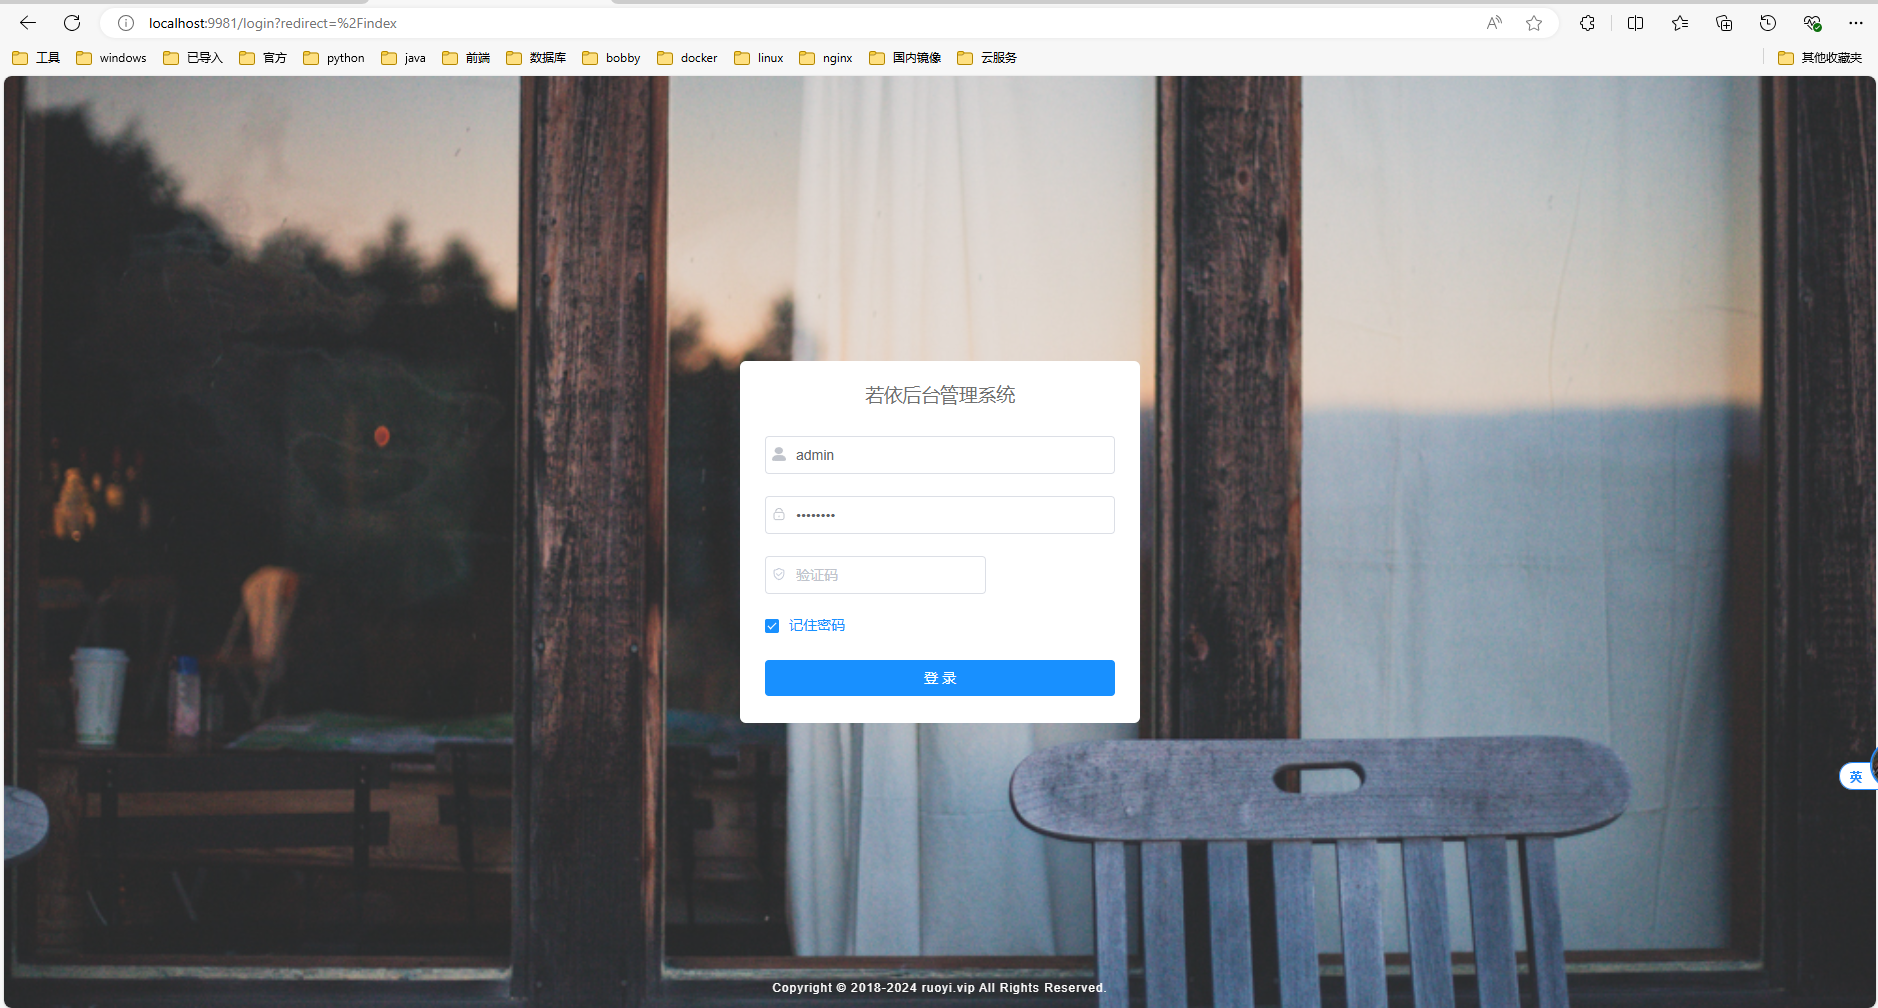 localhost:9981/login?redirect=%2Findex
工具 windows 已导入 官方 python java 前端 数据库 bobby docker linux nginx 国内镜像 云服务 其他收藏夹
若依后台管理系统
admin
••••••••
验证码
记住密码
登 录
英
Copyright © 2018-2024 ruoyi.vip All Rights Reserved.